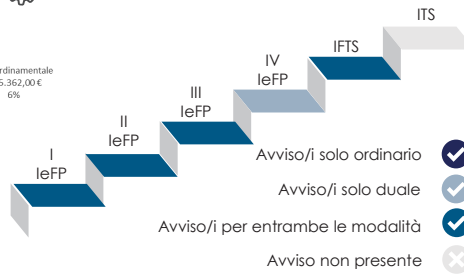 ITS
IFTS
IV
IeFP
III
IeFP
II
IeFP
I
IeFP
rdinamentale
5.362,00 €
6%
Avviso/i solo ordinario
Avviso/i solo duale
Avviso/i per entrambe le modalità
Avviso non presente